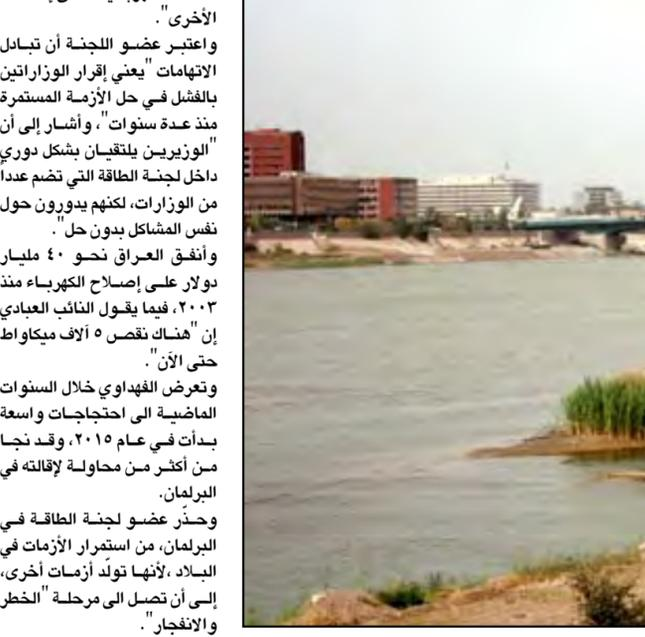 الأخرى".
واعتبر عضو اللجنة أن تبادل
الاتهامات "يعني إقرار الوزاراتين
بالفشل في حل الأزمة المستمرة
منذ عدة سنوات"، وأشار إلى أن
"الوزيرين يلتقيان بشكل دوري
داخل لجنة الطاقة التي تضم عدداً
من الوزارات، لكنهم يدورون حول
نفس المشاكل بدون حل".
وأنفق العراق نحو ٤٠ مليار
دولار على إصلاح الكهرباء منذ
٢٠٠٣، فيما يقول النائب العبادي
إن "هناك نقص ٥ آلاف ميكاواط
حتى الآن".
وتعرض الفهداوي خلال السنوات
الماضية الى احتجاجات واسعة
بدأت في عام ٢٠١٥، وقد نجا
من أكثر من محاولة لإقالته في
البرلمان.
وحذّر عضو لجنة الطاقة في
البرلمان، من استمرار الأزمات في
البلاد ،لأنها تولّد أزمات أخرى،
إلى أن تصل الى مرحلة "الخطر
والانفجار".